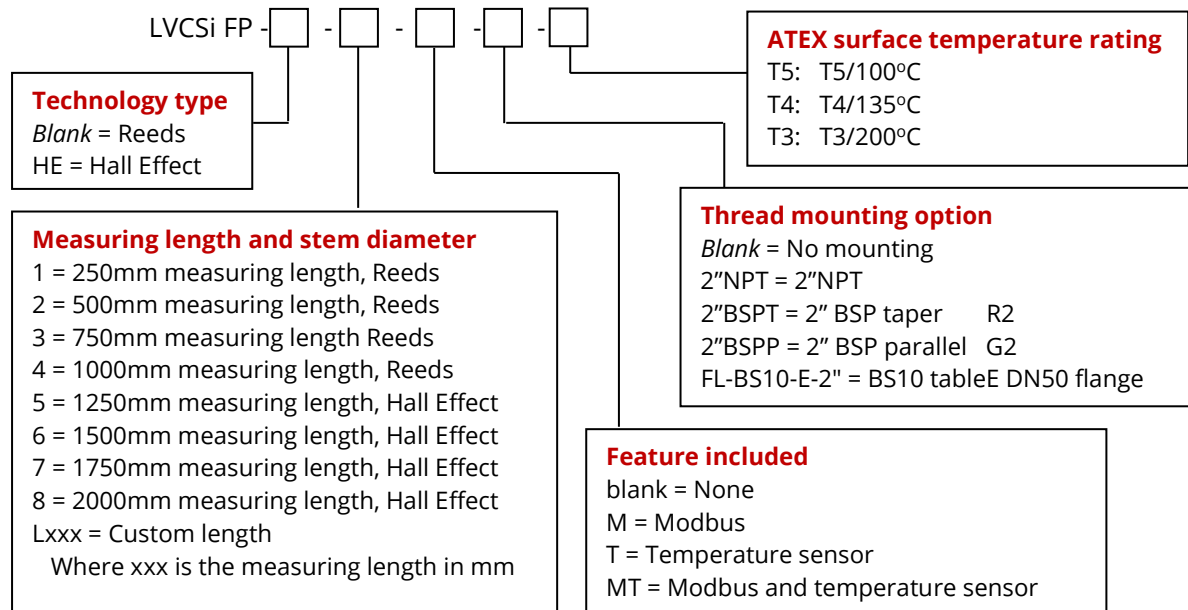 LVCSi FP - - - - -
ATEX surface temperature rating
T5: T5/100ºC
T4: T4/135ºC
T3: T3/200ºC
Technology type
Blank = Reeds
HE = Hall Effect
Thread mounting option
Blank = No mounting
2”NPT = 2”NPT
2”BSPT = 2” BSP taper R2
2”BSPP = 2” BSP parallel G2
FL-BS10-E-2" = BS10 tableE DN50 flange
Measuring length and stem diameter
1 = 250mm measuring length, Reeds
2 = 500mm measuring length, Reeds
3 = 750mm measuring length Reeds
4 = 1000mm measuring length, Reeds
5 = 1250mm measuring length, Hall Effect
6 = 1500mm measuring length, Hall Effect
7 = 1750mm measuring length, Hall Effect
8 = 2000mm measuring length, Hall Effect
Lxxx = Custom length
Where xxx is the measuring length in mm
Feature included
blank = None
M = Modbus
T = Temperature sensor
MT = Modbus and temperature sensor